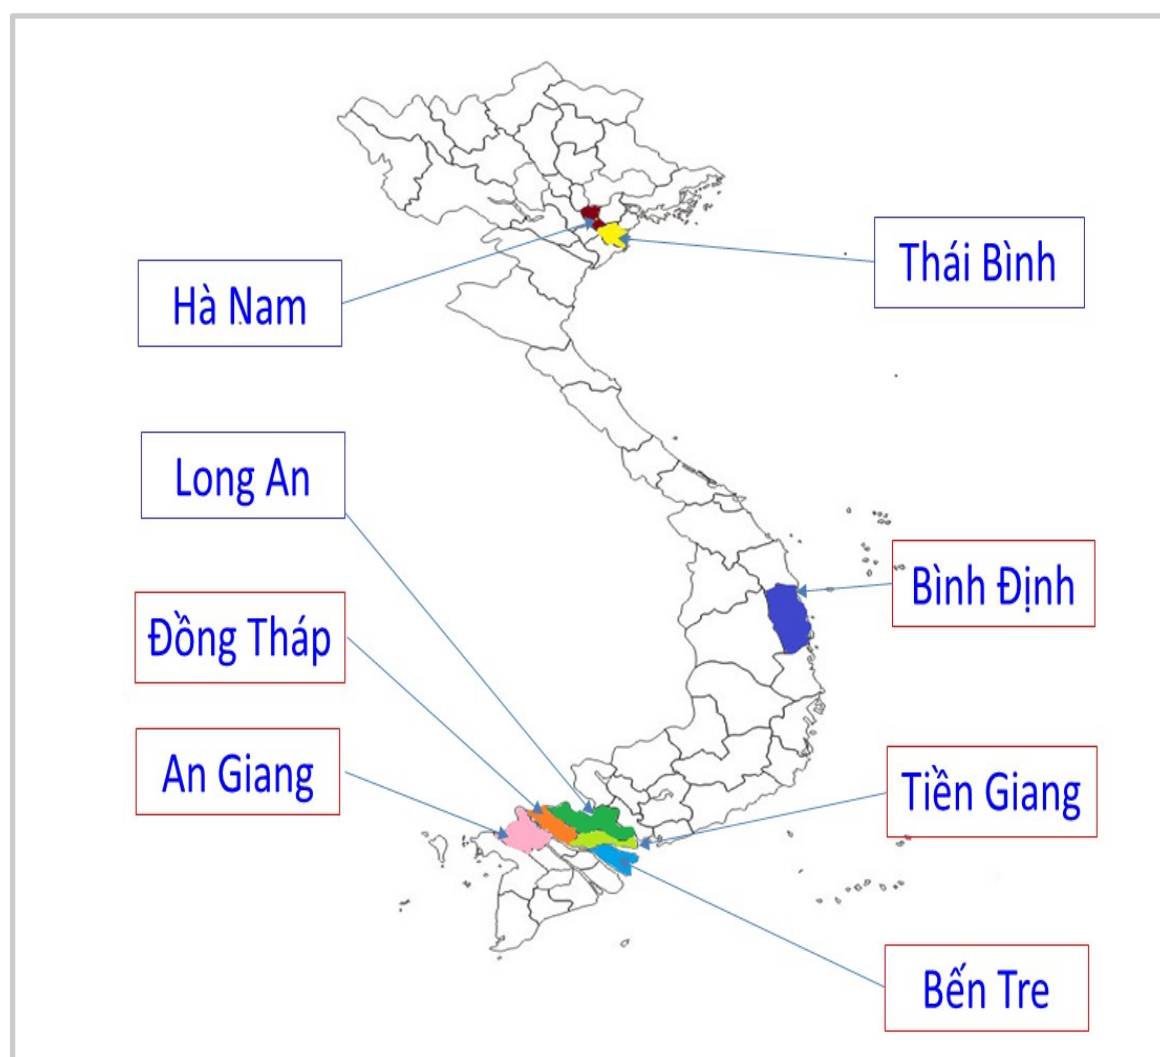 Thái Bình
Hà Nam
Long An
Bình Định
Đồng Tháp
An Giang
Tiền Giang
Bến Tre